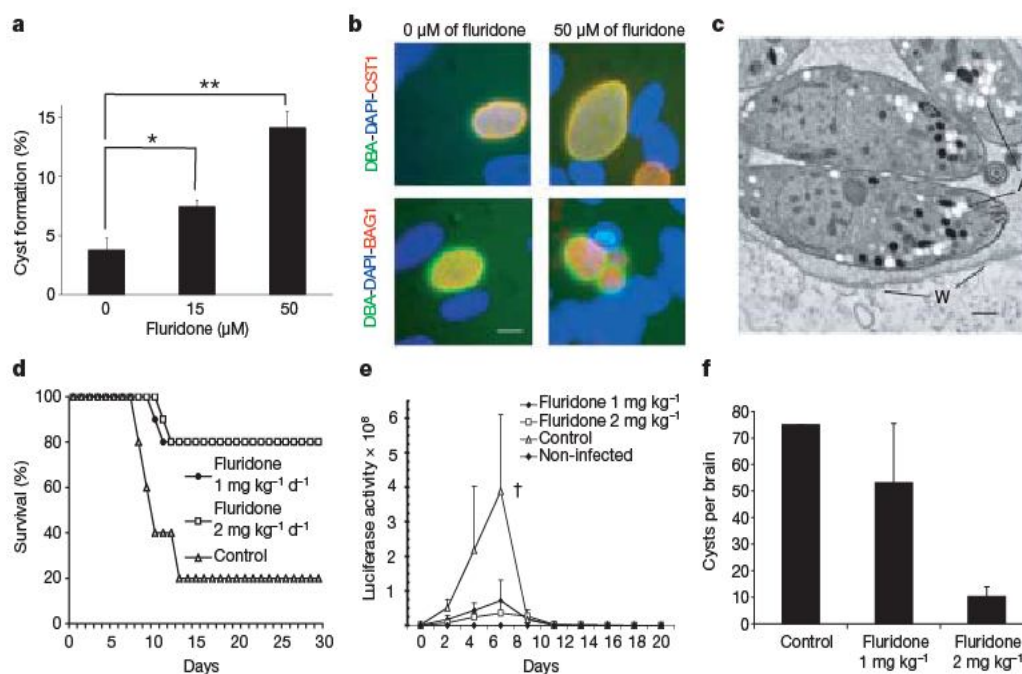 a
Cyst formation (%)
15
10
5
0
*
**
0 15 50
Fluridone (µM)
b
0 µM of fluridone 50 µM of fluridone
DBA-DAPI-CST1
DBA-DAPI-BAG1
c
A
W
d
Survival (%)
100
80
60
40
20
0
Fluridone
1 mg kg⁻¹ d⁻¹
Fluridone
2 mg kg⁻¹ d⁻¹
Control
0 5 10 15 20 25 30
Days
e
Luciferase activity × 10⁸
6
4
2
1
Fluridone 1 mg kg⁻¹
Fluridone 2 mg kg⁻¹
Control
Non-infected
†
0 2 4 6 8 10 12 14 16 18 20
Days
f
Cysts per brain
80
70
60
50
40
30
20
10
0
Control Fluridone Fluridone
1 mg kg⁻¹ 2 mg kg⁻¹